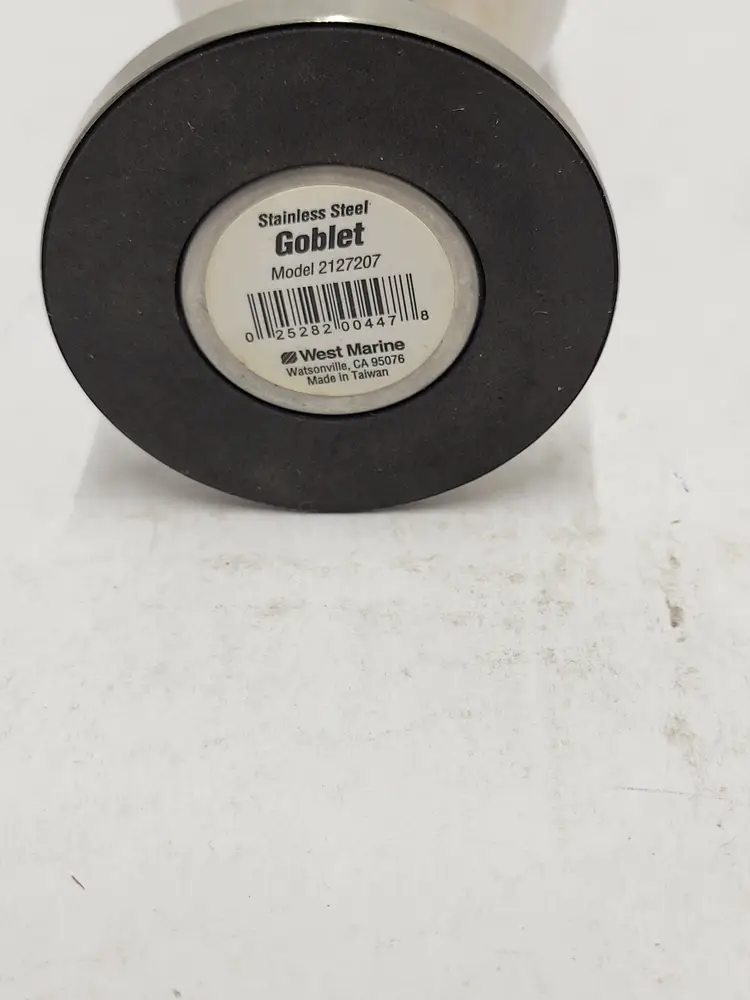 Stainless Steel
Goblet
Model 2127207
0 25282 00447 8
West Marine
Watsonville, CA 95076
Made in Taiwan